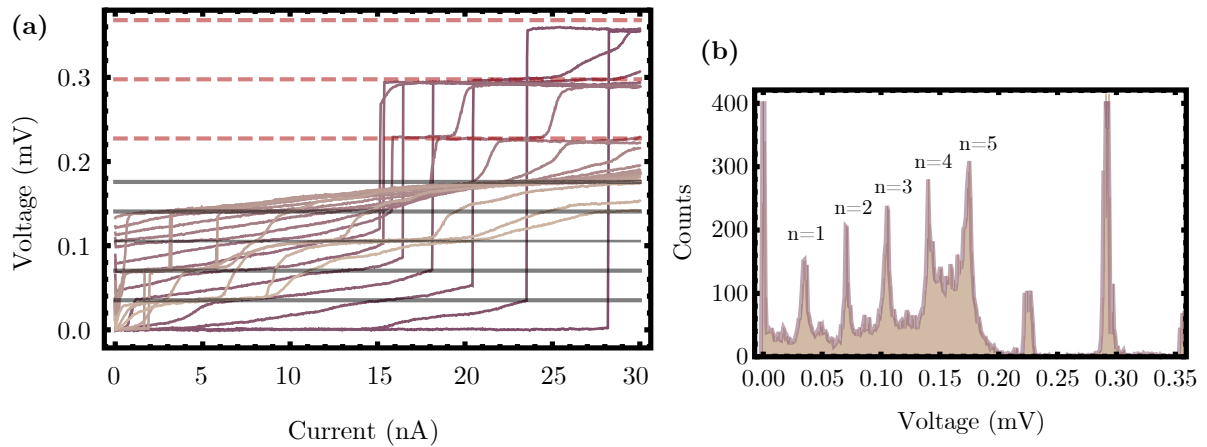 (a)
Voltage (mV)
0.3
0.2
0.1
0.0
0
5
10
15
20
25
30
Current (nA)
(b)
Counts
400
300
200
100
0
n=1
n=2
n=3
n=4
n=5
0.00
0.05
0.10
0.15
0.20
0.25
0.30
0.35
Voltage (mV)